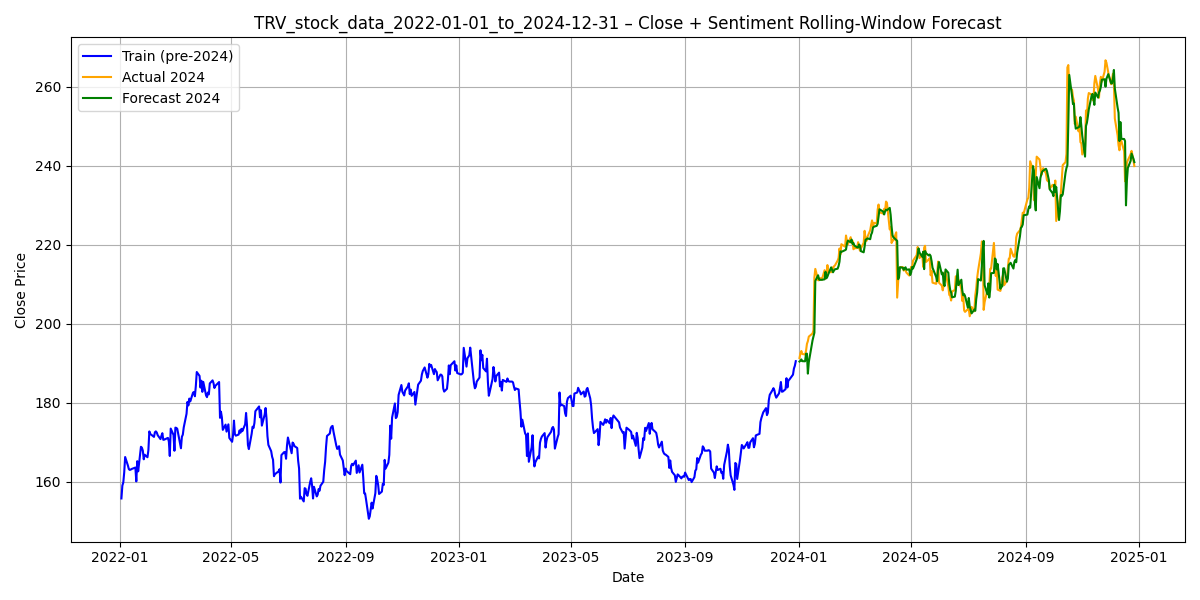 TRV_stock_data_2022-01-01_to_2024-12-31 – Close + Sentiment Rolling-Window Forecast
Train (pre-2024)
Actual 2024
Forecast 2024
Close Price
260
240
220
200
180
160
2022-01 2022-05 2022-09 2023-01 2023-05 2023-09 2024-01 2024-05 2024-09 2025-01
Date